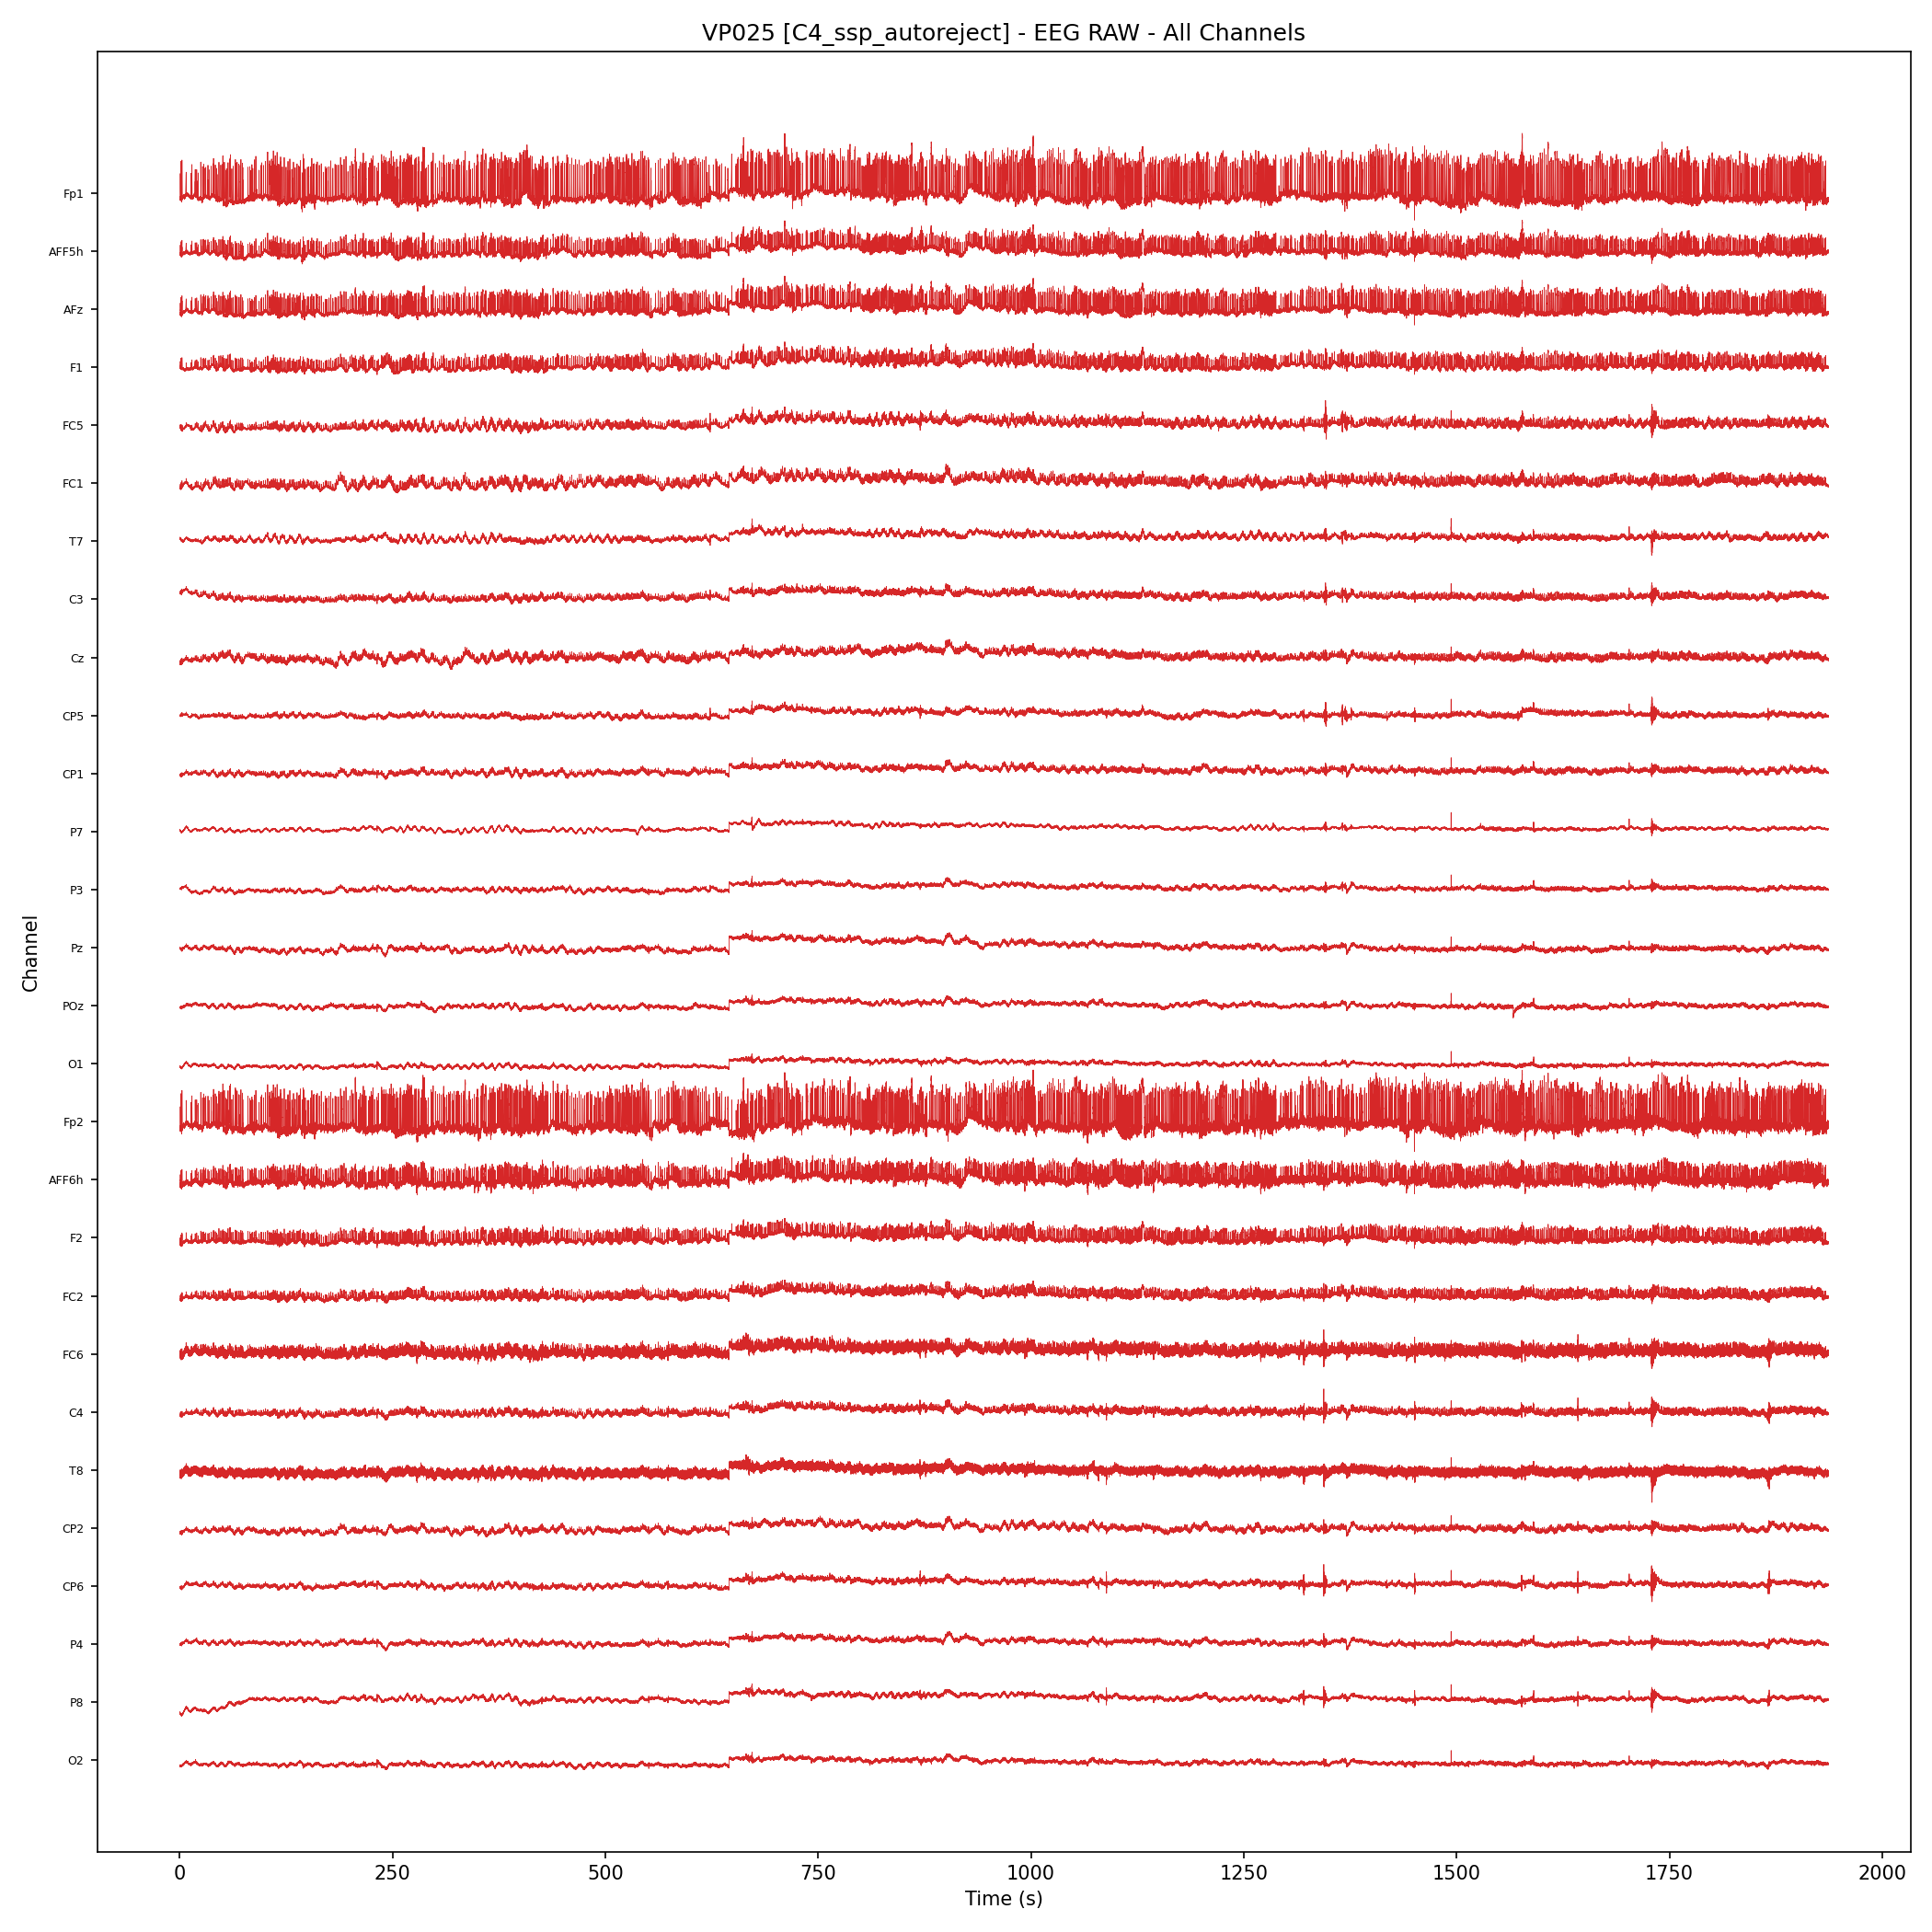 VP025 [C4_ssp_autoreject] - EEG RAW - All Channels
Fp1
AFF5h
AFz
F1
FC5
FC1
T7
C3
Cz
CP5
CP1
P7
P3
Pz
POz
O1
Fp2
AFF6h
F2
FC2
FC6
C4
T8
CP2
CP6
P4
P8
O2
Channel
0 250 500 750 1000 1250 1500 1750 2000
Time (s)